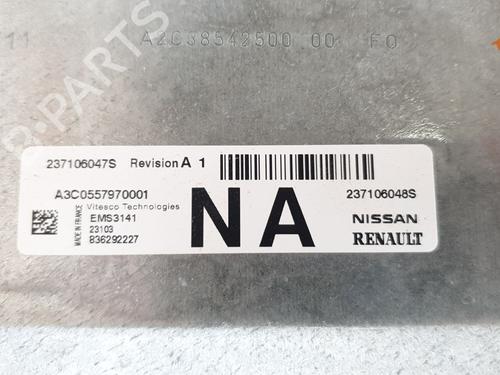 11 A2C38542500 00 F0
237106047S Revision A 1
A3C0557970001 237106048S
MADE IN FRANCE
Vitesco Technologies
EMS3141
23103
836292227
NA
NISSAN
RENAULT
B-PARTS